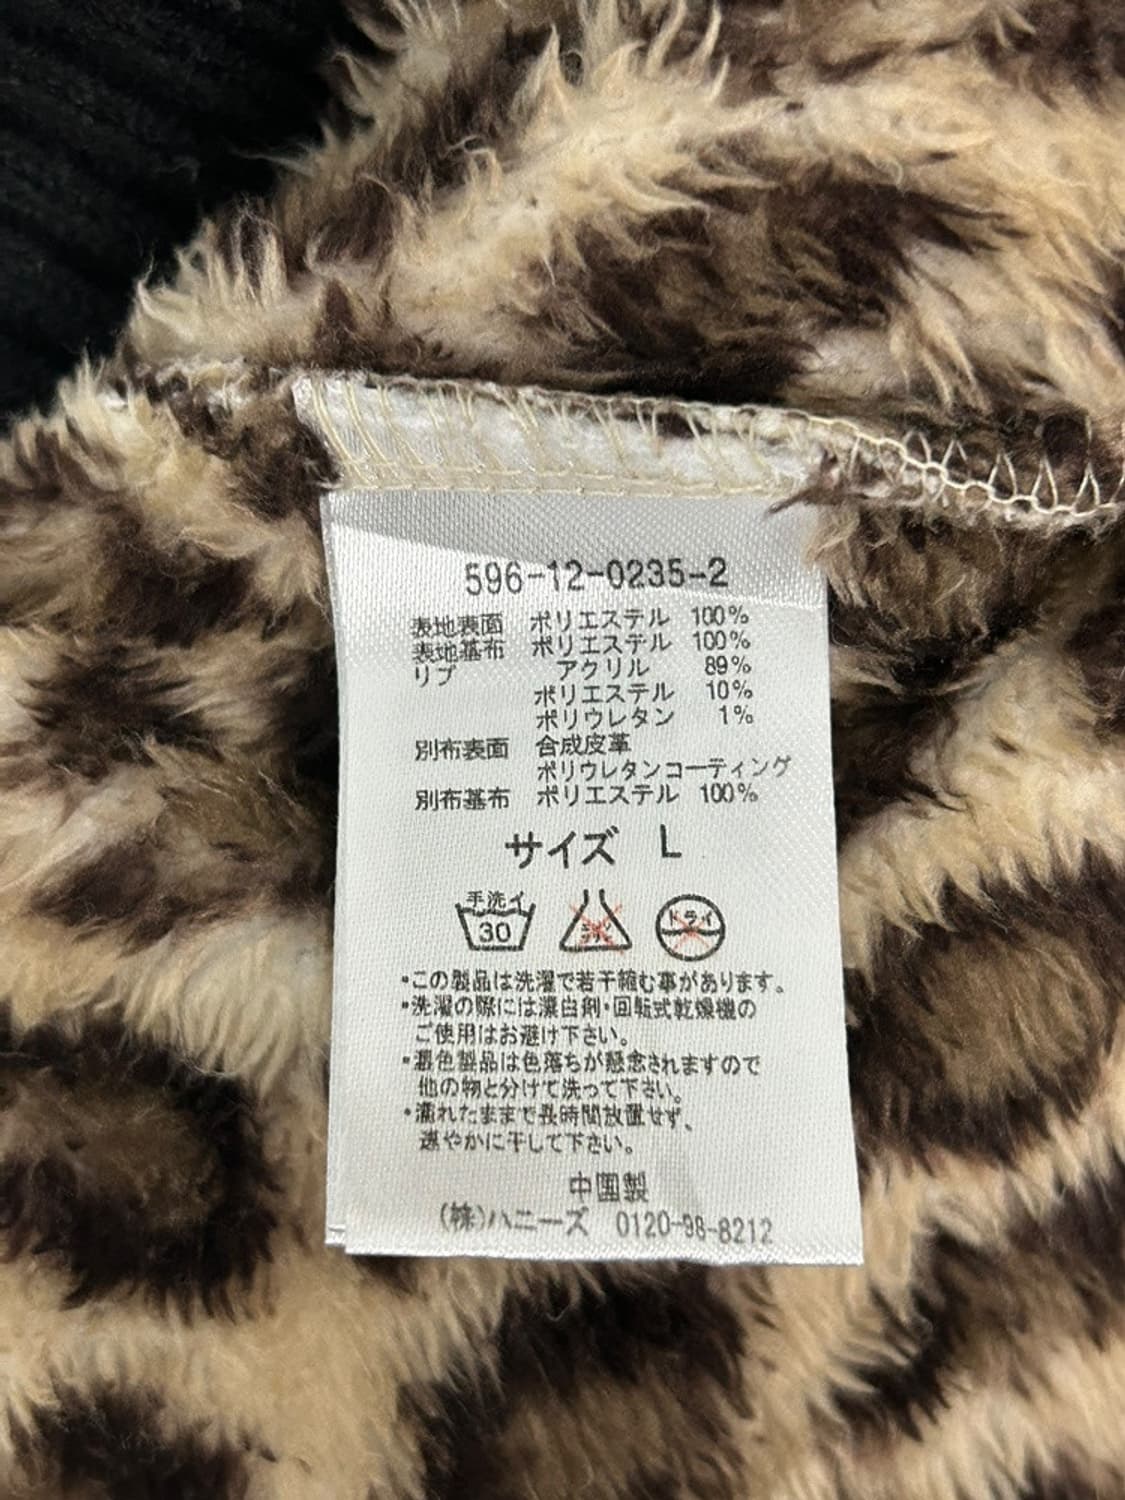 596-12-0235-2
表地表面 ポリエステル 100%
表地基布 ポリエステル 100%
リブ アクリル 89%
ポリエステル 10%
ポリウレタン 1%
別布表面 合成皮革
ポリウレタンコーティング
別布基布 ポリエステル 100%
サイズ L
手洗イ 30 ドライ
・この製品は洗濯で若干縮む事があります。
・洗濯の際には漂白剤・回転式乾燥機の
ご使用はお避け下さい。
・濃色製品は色落ちが懸念されますので
他の物と分けて洗って下さい。
・濡れたままで長時間放置せず、
速やかに干して下さい。
中国製
(株)ハニーズ 0120-98-8212